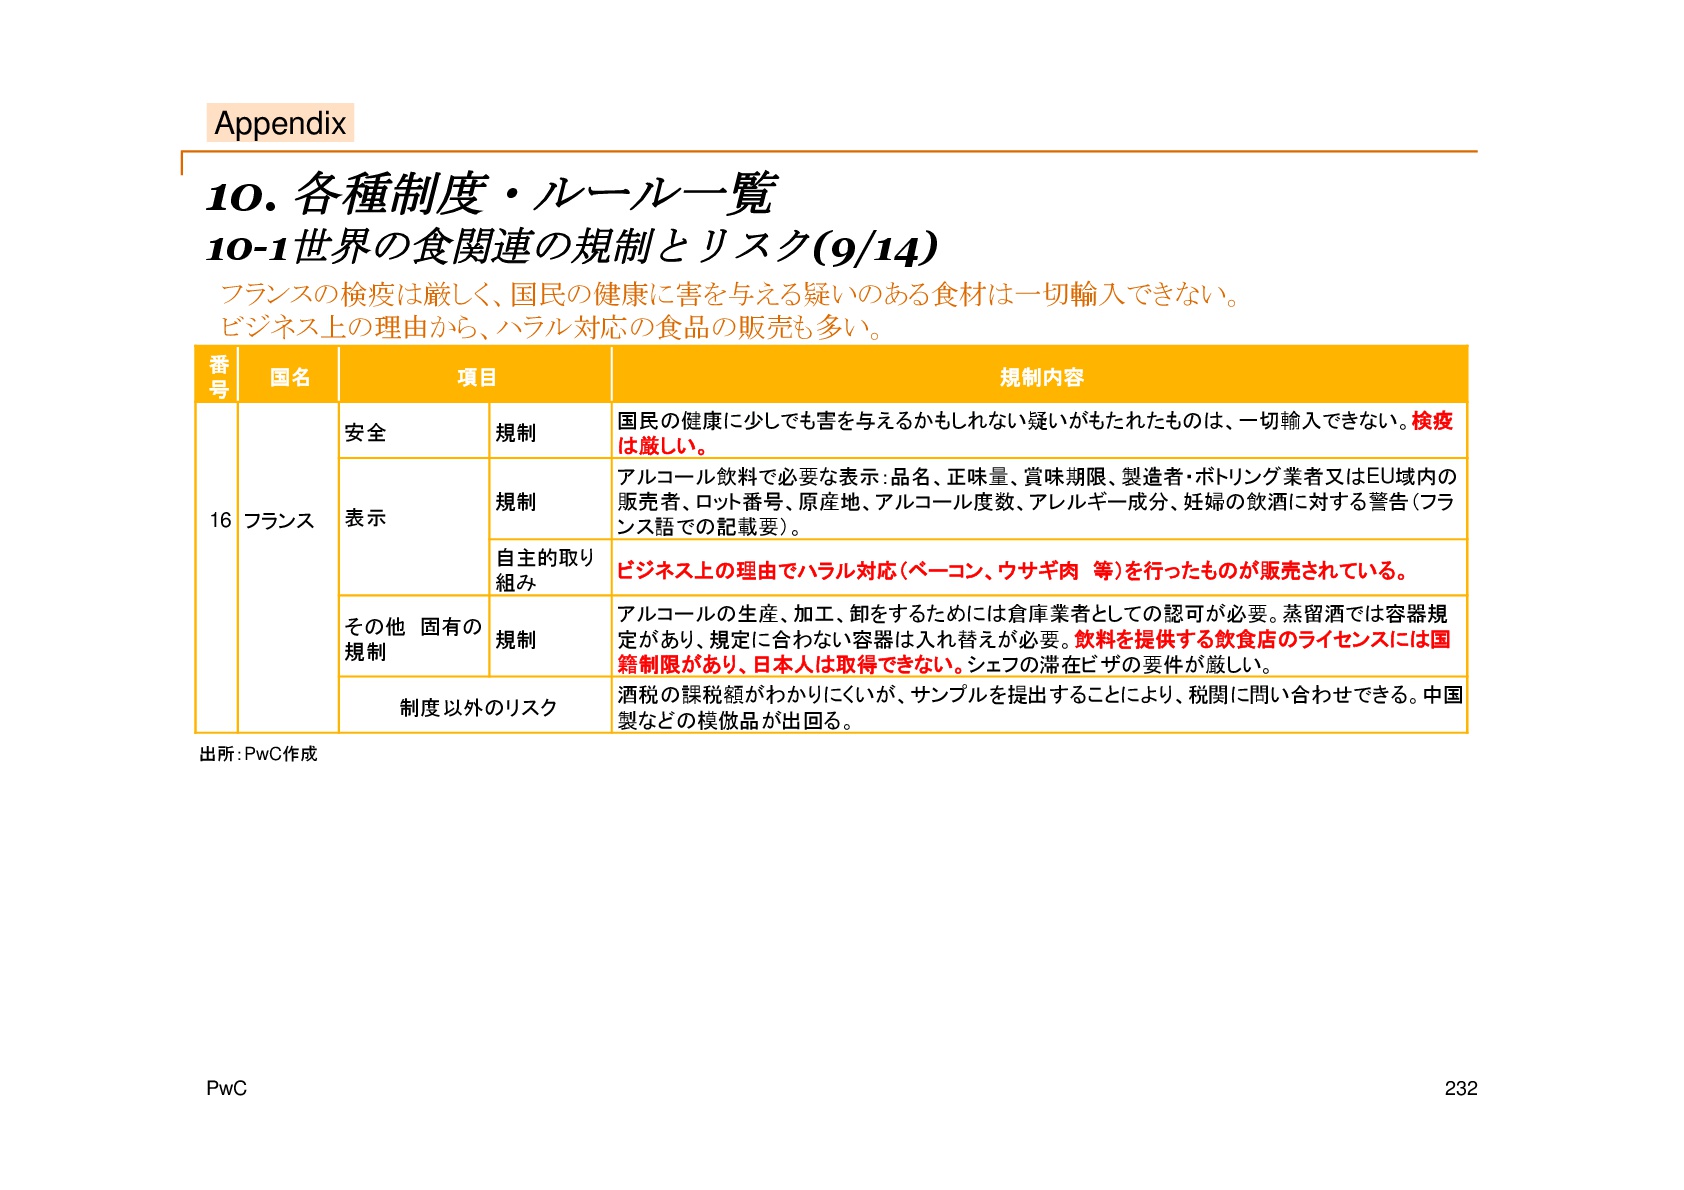 Appendix
10. 各種制度・ルール一覧
10-1世界の食関連の規制とリスク(9/14)
フランスの検疫は厳しく、国民の健康に害を与える疑いのある食材は一切輸入できない。
ビジネス上の理由から、ハラル対応の食品の販売も多い。
番号 国名 項目 規制内容
16 フランス
安全 規制
国民の健康に少しでも害を与えるかもしれない疑いがもたれたものは、一切輸入できない。検疫
は厳しい。
表示 規制
アルコール飲料で必要な表示:品名、正味量、賞味期限、製造者・ボトリング業者又はEU域内の
販売者、ロット番号、原産地、アルコール度数、アレルギー成分、妊婦の飲酒に対する警告(フラ
ンス語での記載要)。
自主的取り
組み
ビジネス上の理由でハラル対応(ベーコン、ウサギ肉 等)を行ったものが販売されている。
その他 固有の
規制
規制
アルコールの生産、加工、卸をするためには倉庫業者としての認可が必要。蒸留酒では容器規
定があり、規定に合わない容器は入れ替えが必要。飲料を提供する飲食店のライセンスには国
籍制限があり、日本人は取得できない。シェフの滞在ビザの要件が厳しい。
制度以外のリスク
酒税の課税額がわかりにくいが、サンプルを提出することにより、税関に問い合わせできる。中国
製などの模倣品が出回る。
出所:PwC作成
PwC
232